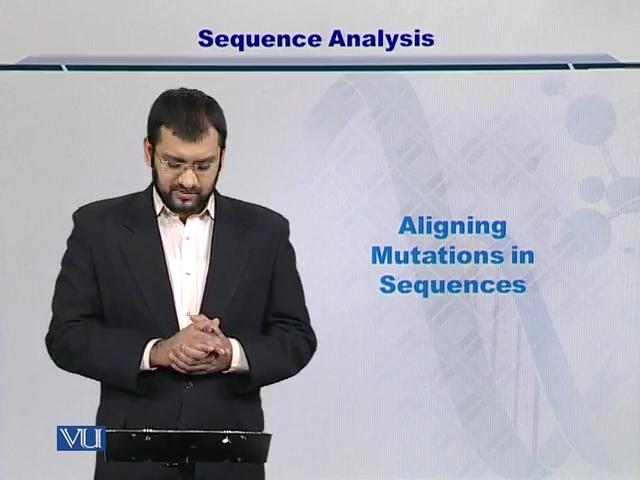 Sequence Analysis
Aligning
Mutations in
Sequences
VU